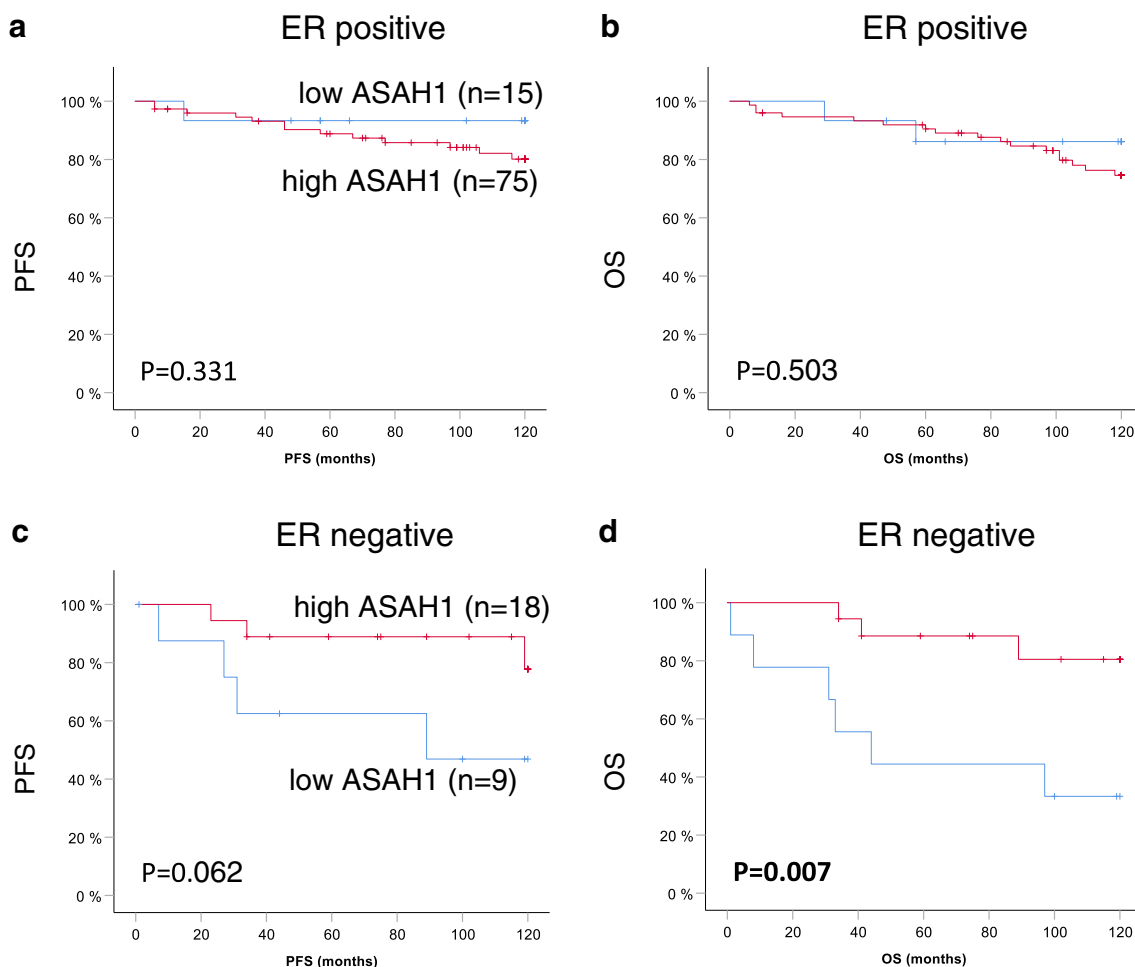 a
ER positive
100 %
80 %
60 %
40 %
20 %
0 %
PFS
low ASAH1 (n=15)
high ASAH1 (n=75)
P=0.331
0 20 40 60 80 100 120
PFS (months)
b
ER positive
100 %
80 %
60 %
40 %
20 %
0 %
OS
P=0.503
0 20 40 60 80 100 120
OS (months)
c
ER negative
100 %
80 %
60 %
40 %
20 %
0 %
PFS
high ASAH1 (n=18)
low ASAH1 (n=9)
P=0.062
0 20 40 60 80 100 120
PFS (months)
d
ER negative
100 %
80 %
60 %
40 %
20 %
0 %
OS
P=0.007
0 20 40 60 80 100 120
OS (months)